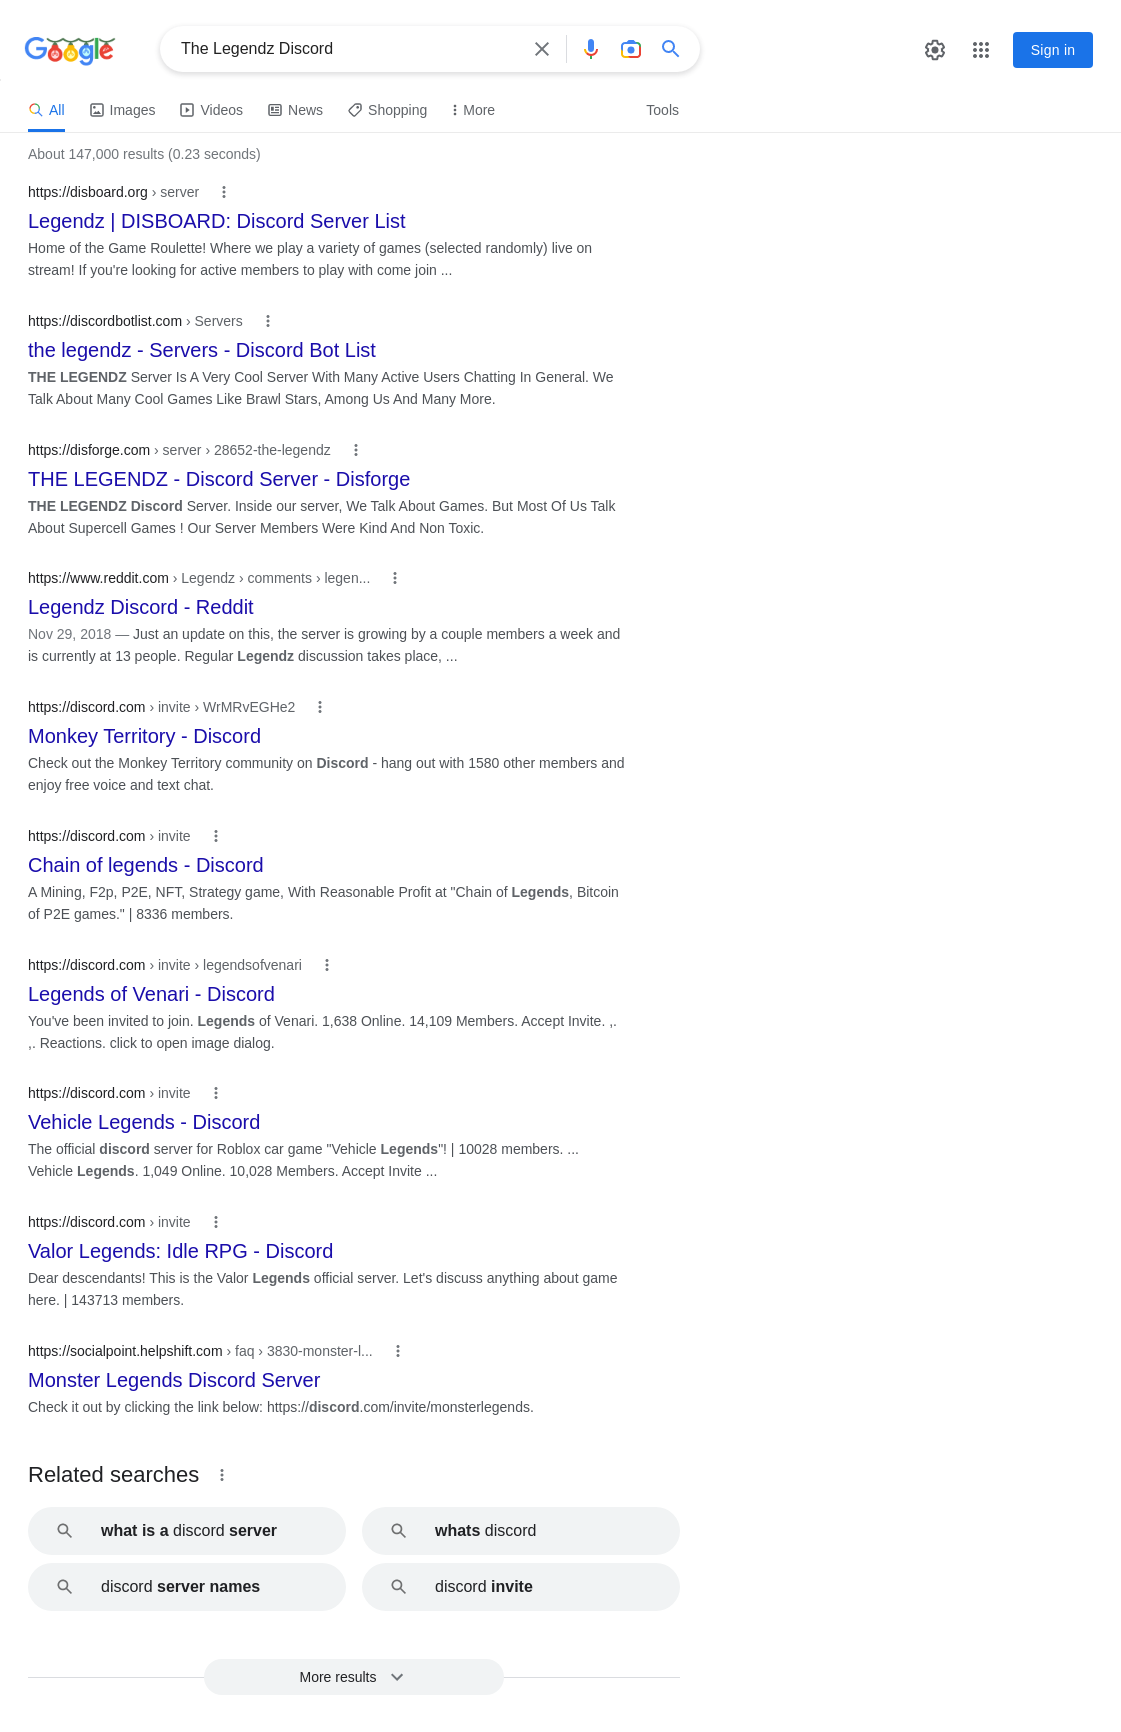 Google
The Legendz Discord
Sign in
All
Images
Videos
News
Shopping
More
Tools
About 147,000 results (0.23 seconds)
https://disboard.org › server
Legendz | DISBOARD: Discord Server List
Home of the Game Roulette! Where we play a variety of games (selected randomly) live on
stream! If you're looking for active members to play with come join ...
https://discordbotlist.com › Servers
the legendz - Servers - Discord Bot List
THE LEGENDZ Server Is A Very Cool Server With Many Active Users Chatting In General. We
Talk About Many Cool Games Like Brawl Stars, Among Us And Many More.
https://disforge.com › server › 28652-the-legendz
THE LEGENDZ - Discord Server - Disforge
THE LEGENDZ Discord Server. Inside our server, We Talk About Games. But Most Of Us Talk
About Supercell Games ! Our Server Members Were Kind And Non Toxic.
https://www.reddit.com › Legendz › comments › legen...
Legendz Discord - Reddit
Nov 29, 2018 — Just an update on this, the server is growing by a couple members a week and
is currently at 13 people. Regular Legendz discussion takes place, ...
https://discord.com › invite › WrMRvEGHe2
Monkey Territory - Discord
Check out the Monkey Territory community on Discord - hang out with 1580 other members and
enjoy free voice and text chat.
https://discord.com › invite
Chain of legends - Discord
A Mining, F2p, P2E, NFT, Strategy game, With Reasonable Profit at "Chain of Legends, Bitcoin
of P2E games." | 8336 members.
https://discord.com › invite › legendsofvenari
Legends of Venari - Discord
You've been invited to join. Legends of Venari. 1,638 Online. 14,109 Members. Accept Invite. ,.
,. Reactions. click to open image dialog.
https://discord.com › invite
Vehicle Legends - Discord
The official discord server for Roblox car game "Vehicle Legends"! | 10028 members. ...
Vehicle Legends. 1,049 Online. 10,028 Members. Accept Invite ...
https://discord.com › invite
Valor Legends: Idle RPG - Discord
Dear descendants! This is the Valor Legends official server. Let's discuss anything about game
here. | 143713 members.
https://socialpoint.helpshift.com › faq › 3830-monster-l...
Monster Legends Discord Server
Check it out by clicking the link below: https://discord.com/invite/monsterlegends.
Related searches
what is a discord server
whats discord
discord server names
discord invite
More results